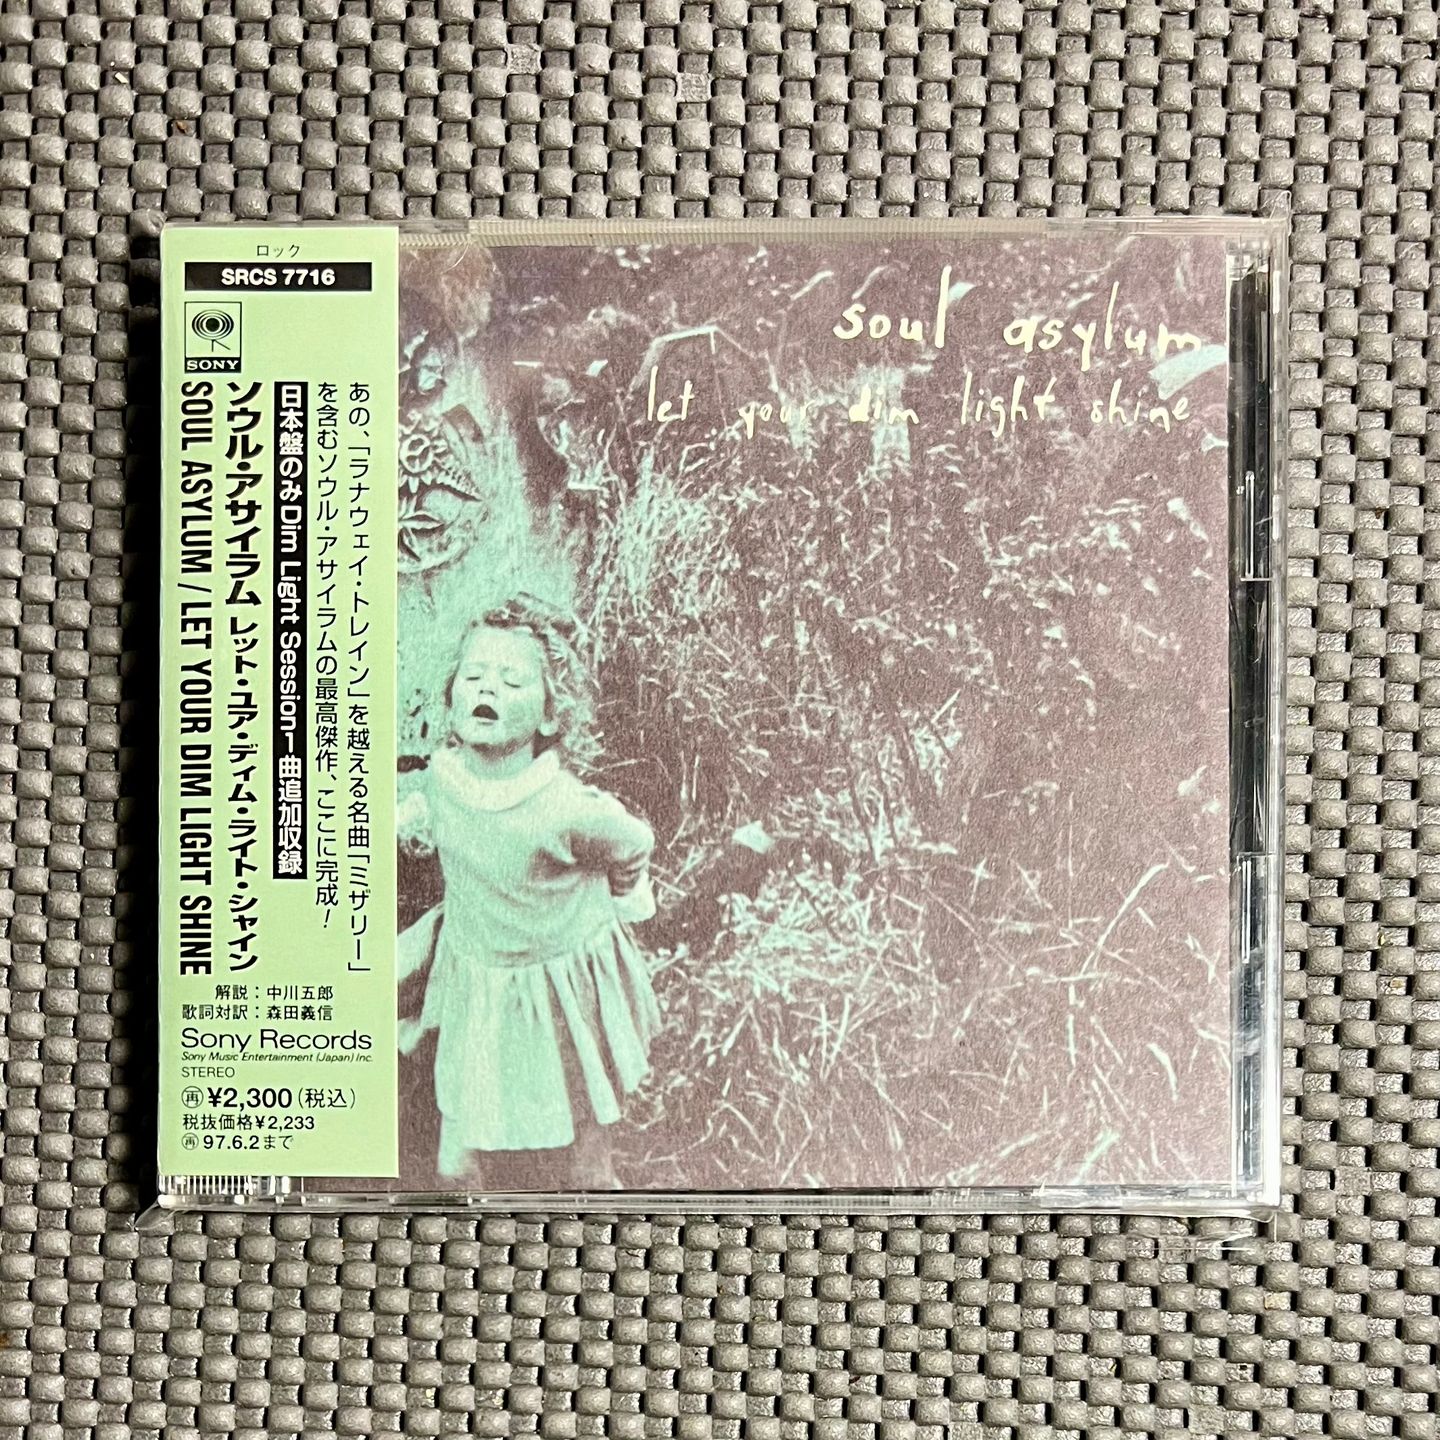 ロック
SRCS 7716
SONY
あの、「ラナウェイ・トレイン」を越える名曲「ミザリー」
を含むソウル・アサイラムの最高傑作、ここに完成!
日本盤のみDim Light Session1曲追加収録
ソウル・アサイラム レット・ユア・ディム・ライト・シャイン
SOUL ASYLUM / LET YOUR DIM LIGHT SHINE
解説:中川五郎
歌詞対訳:森田義信
Sony Records
Sony Music Entertainment (Japan) Inc.
STEREO
再 ¥2,300(税込)
税抜価格¥2,233
再 97.6.2まで
soul asylum
let your dim light shine